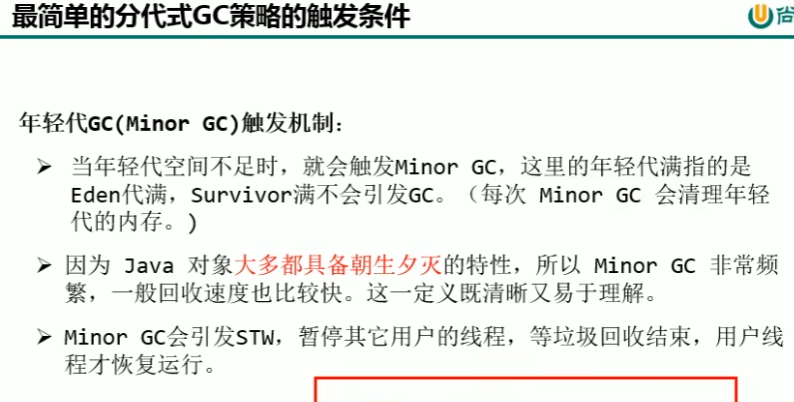 最简单的分代式GC策略的触发条件
尚
年轻代GC(Minor GC)触发机制：
➢ 当年轻代空间不足时，就会触发Minor GC，这里的年轻代满指的是
Eden代满，Survivor满不会引发GC。（每次 Minor GC 会清理年轻
代的内存。)
➢ 因为 Java 对象大多都具备朝生夕灭的特性，所以 Minor GC 非常频
繁，一般回收速度也比较快。这一定义既清晰又易于理解。
➢ Minor GC会引发STW，暂停其它用户的线程，等垃圾回收结束，用户线
程才恢复运行。